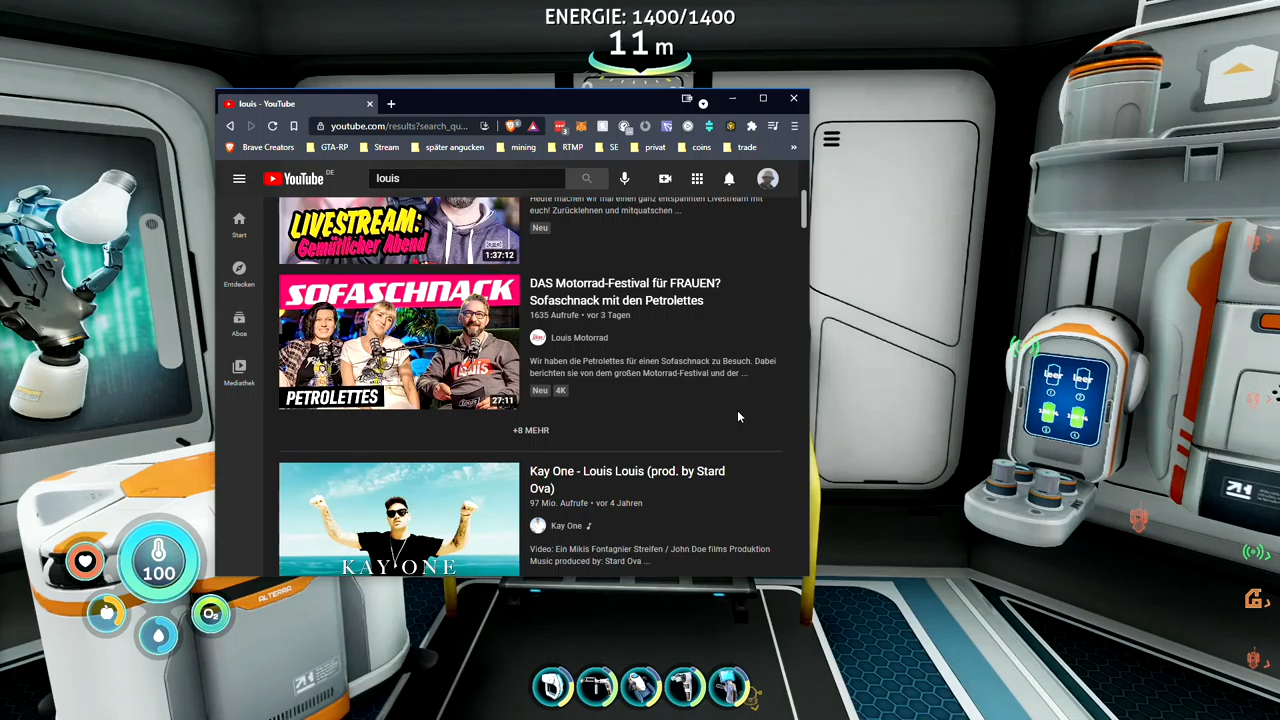 ENERGIE: 1400/1400
11 m
louis - YouTube
youtube.com/results?search_qu...
Brave Creators
GTA-RP
Stream
später angucken
mining
RTMP
SE
privat
coins
trade
YouTube DE
louis
Start
Entdecken
Abos
Mediathek
LIVESTREAM:
Gemütlicher Abend
1:37:12
Heute machen wir mal einen ganz entspannten Livestream mit
euch! Zurücklehnen und mitquatschen ...
Neu
SOFASCHNACK
PETROLETTES
27:11
DAS Motorrad-Festival für FRAUEN?
Sofaschnack mit den Petrolettes
1635 Aufrufe • vor 3 Tagen
Louis Motorrad
Wir haben die Petrolettes für einen Sofaschnack zu Besuch. Dabei
berichten sie von dem großen Motorrad-Festival und der ...
Neu 4K
+8 MEHR
KAY ONE
Kay One - Louis Louis (prod. by Stard
Ova)
97 Mio. Aufrufe • vor 4 Jahren
Kay One
Video: Ein Mikis Fontagnier Streifen / John Doe films Produktion
Music produced by: Stard Ova ...
leer leer
100
O2
ALTERRA